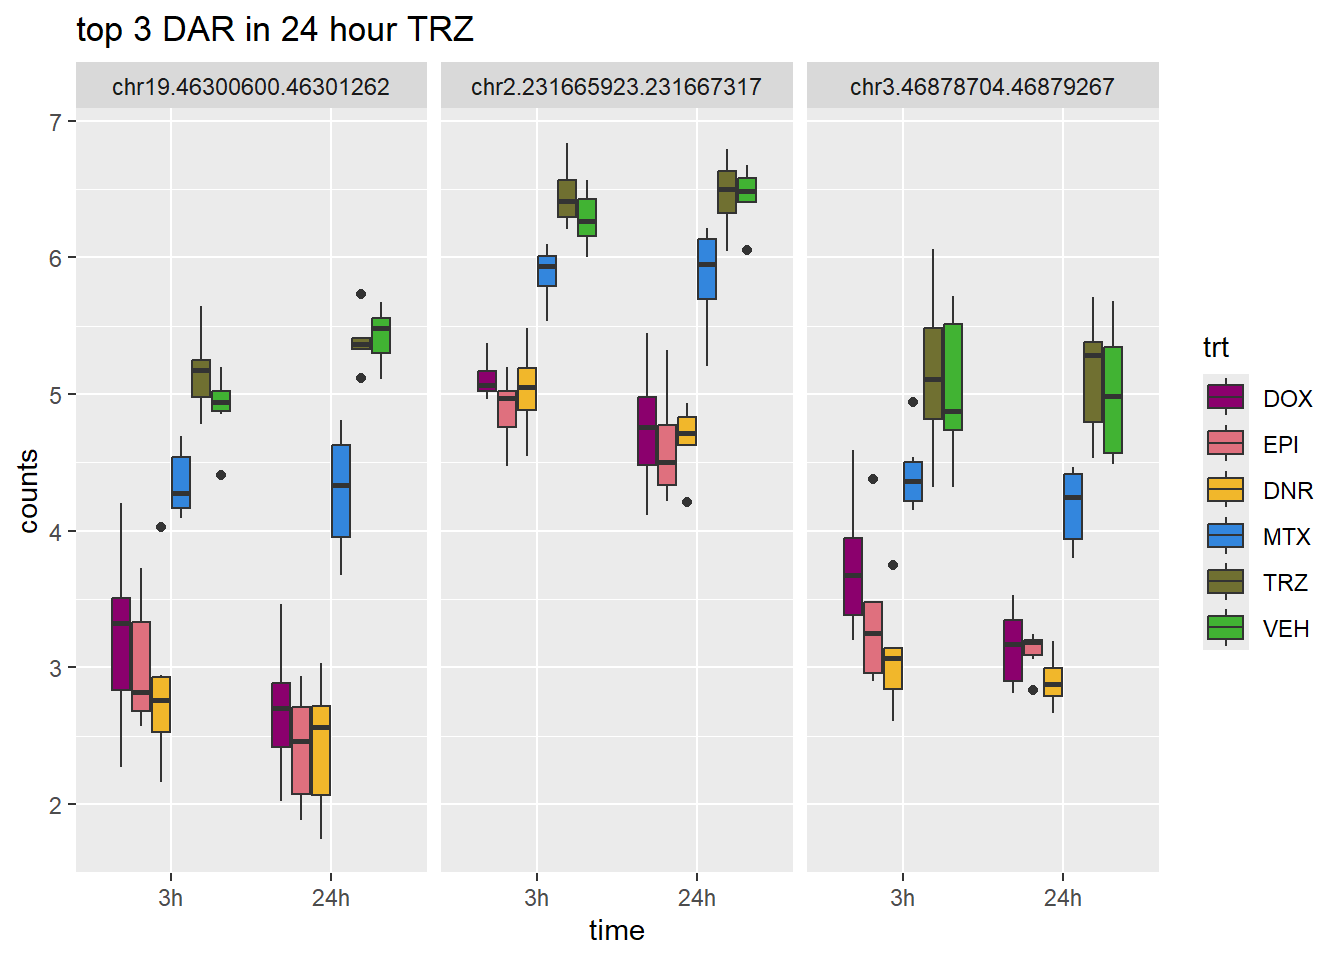 top 3 DAR in 24 hour TRZ
chr19.46300600.46301262
chr2.231665923.231667317
chr3.46878704.46879267
7
6
5
4
3
2
counts
3h
24h
3h
24h
3h
24h
time
trt
DOX
EPI
DNR
MTX
TRZ
VEH